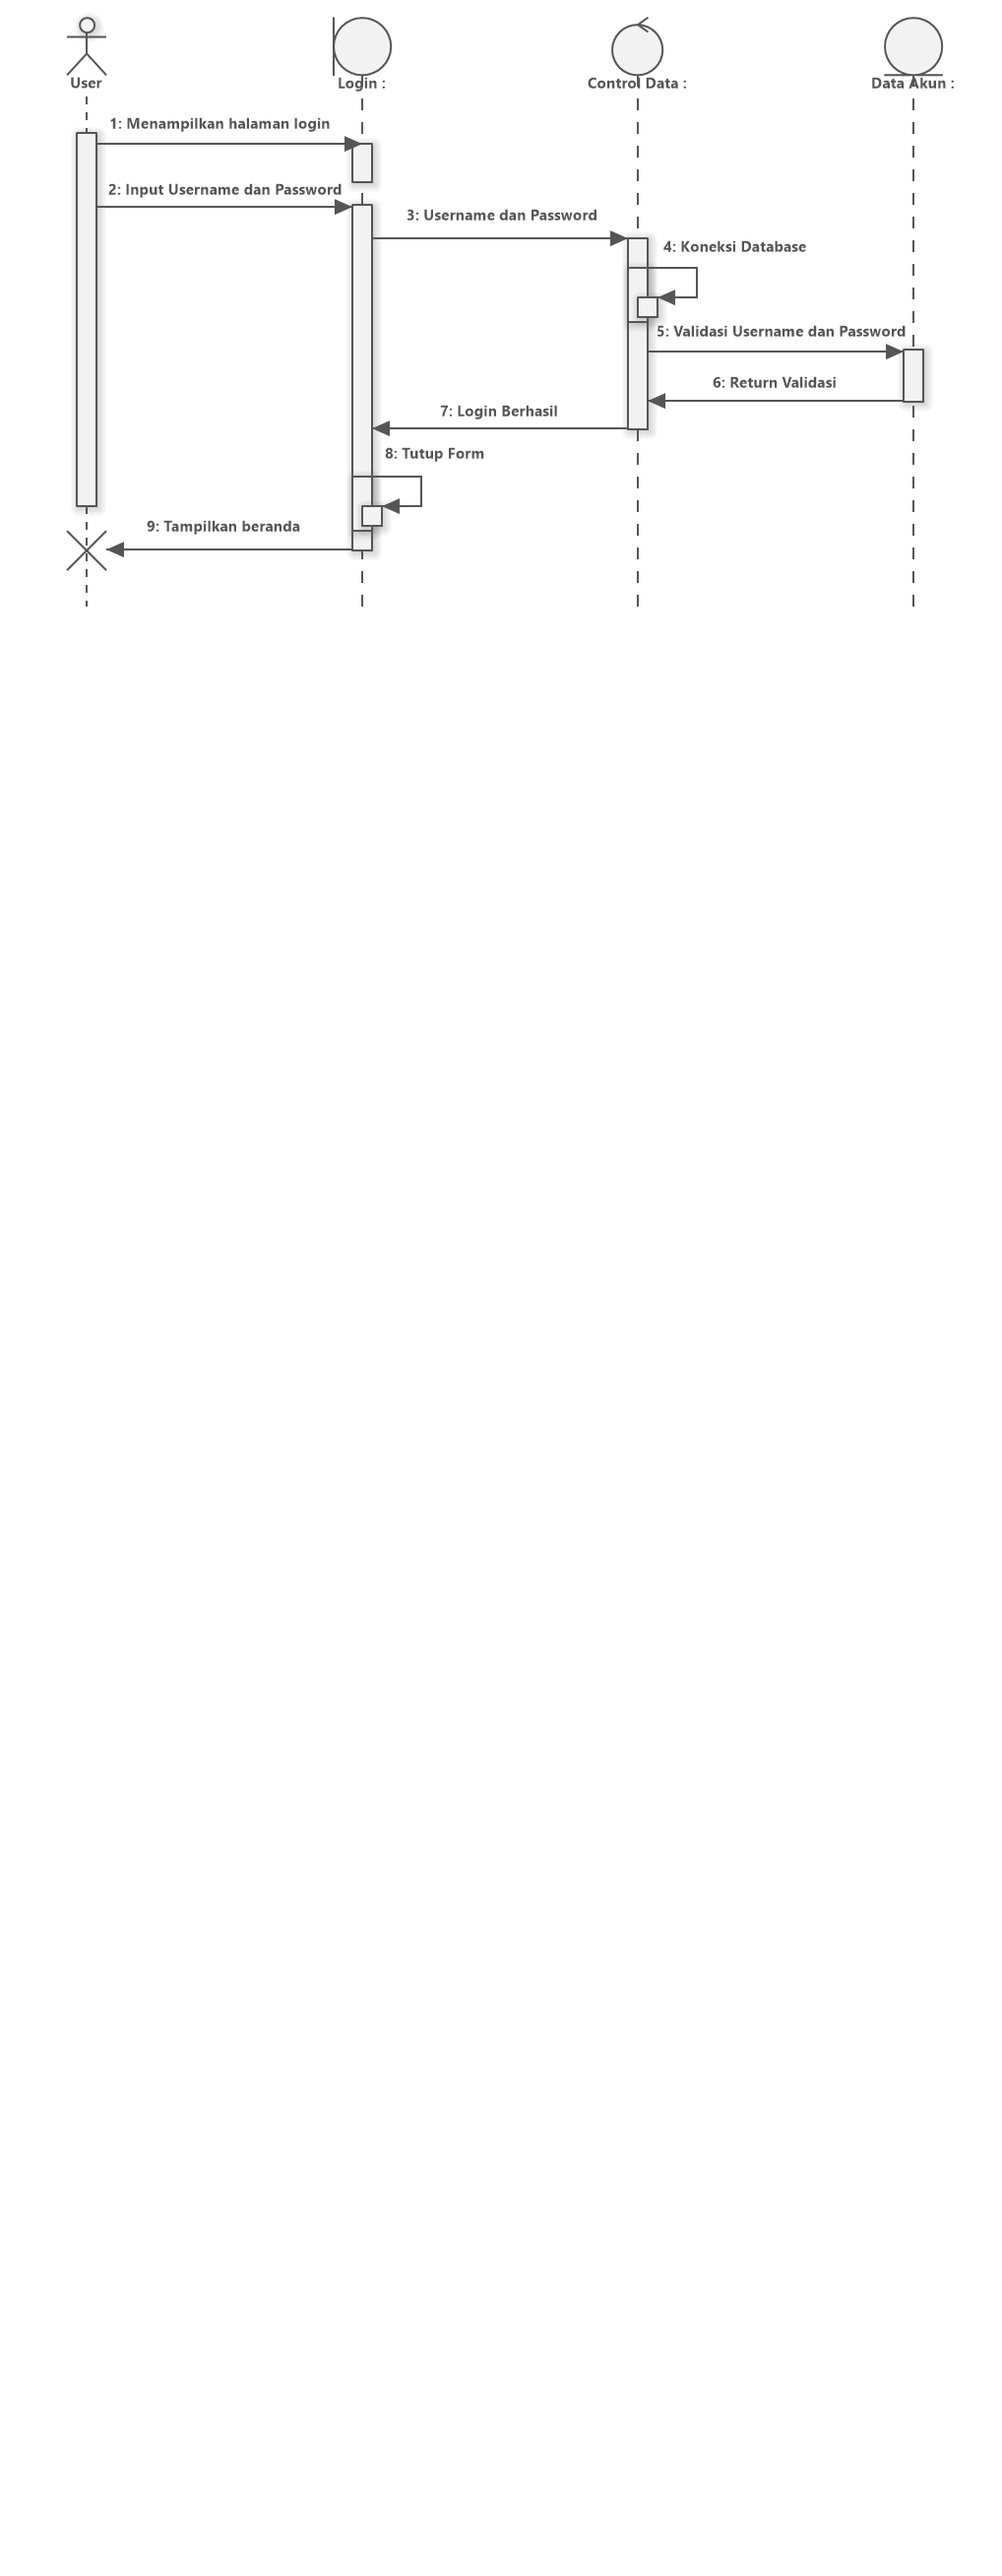 User
Login :
Control Data :
Data Akun :
1: Menampilkan halaman login
2: Input Username dan Password
3: Username dan Password
4: Koneksi Database
5: Validasi Username dan Password
6: Return Validasi
7: Login Berhasil
8: Tutup Form
9: Tampilkan beranda